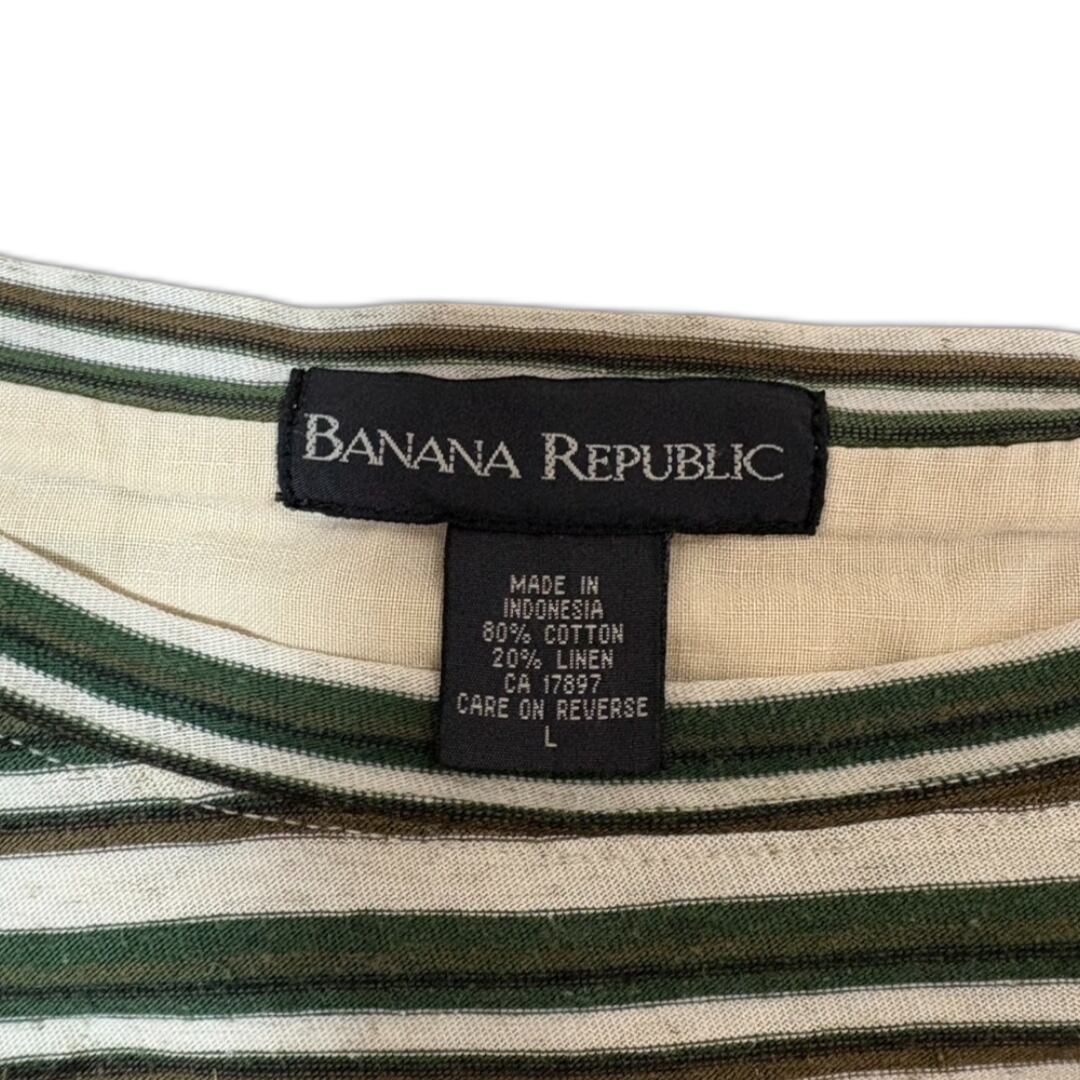 BANANA REPUBLIC
MADE IN
INDONESIA
80% COTTON
20% LINEN
CA 17897
CARE ON REVERSE
L